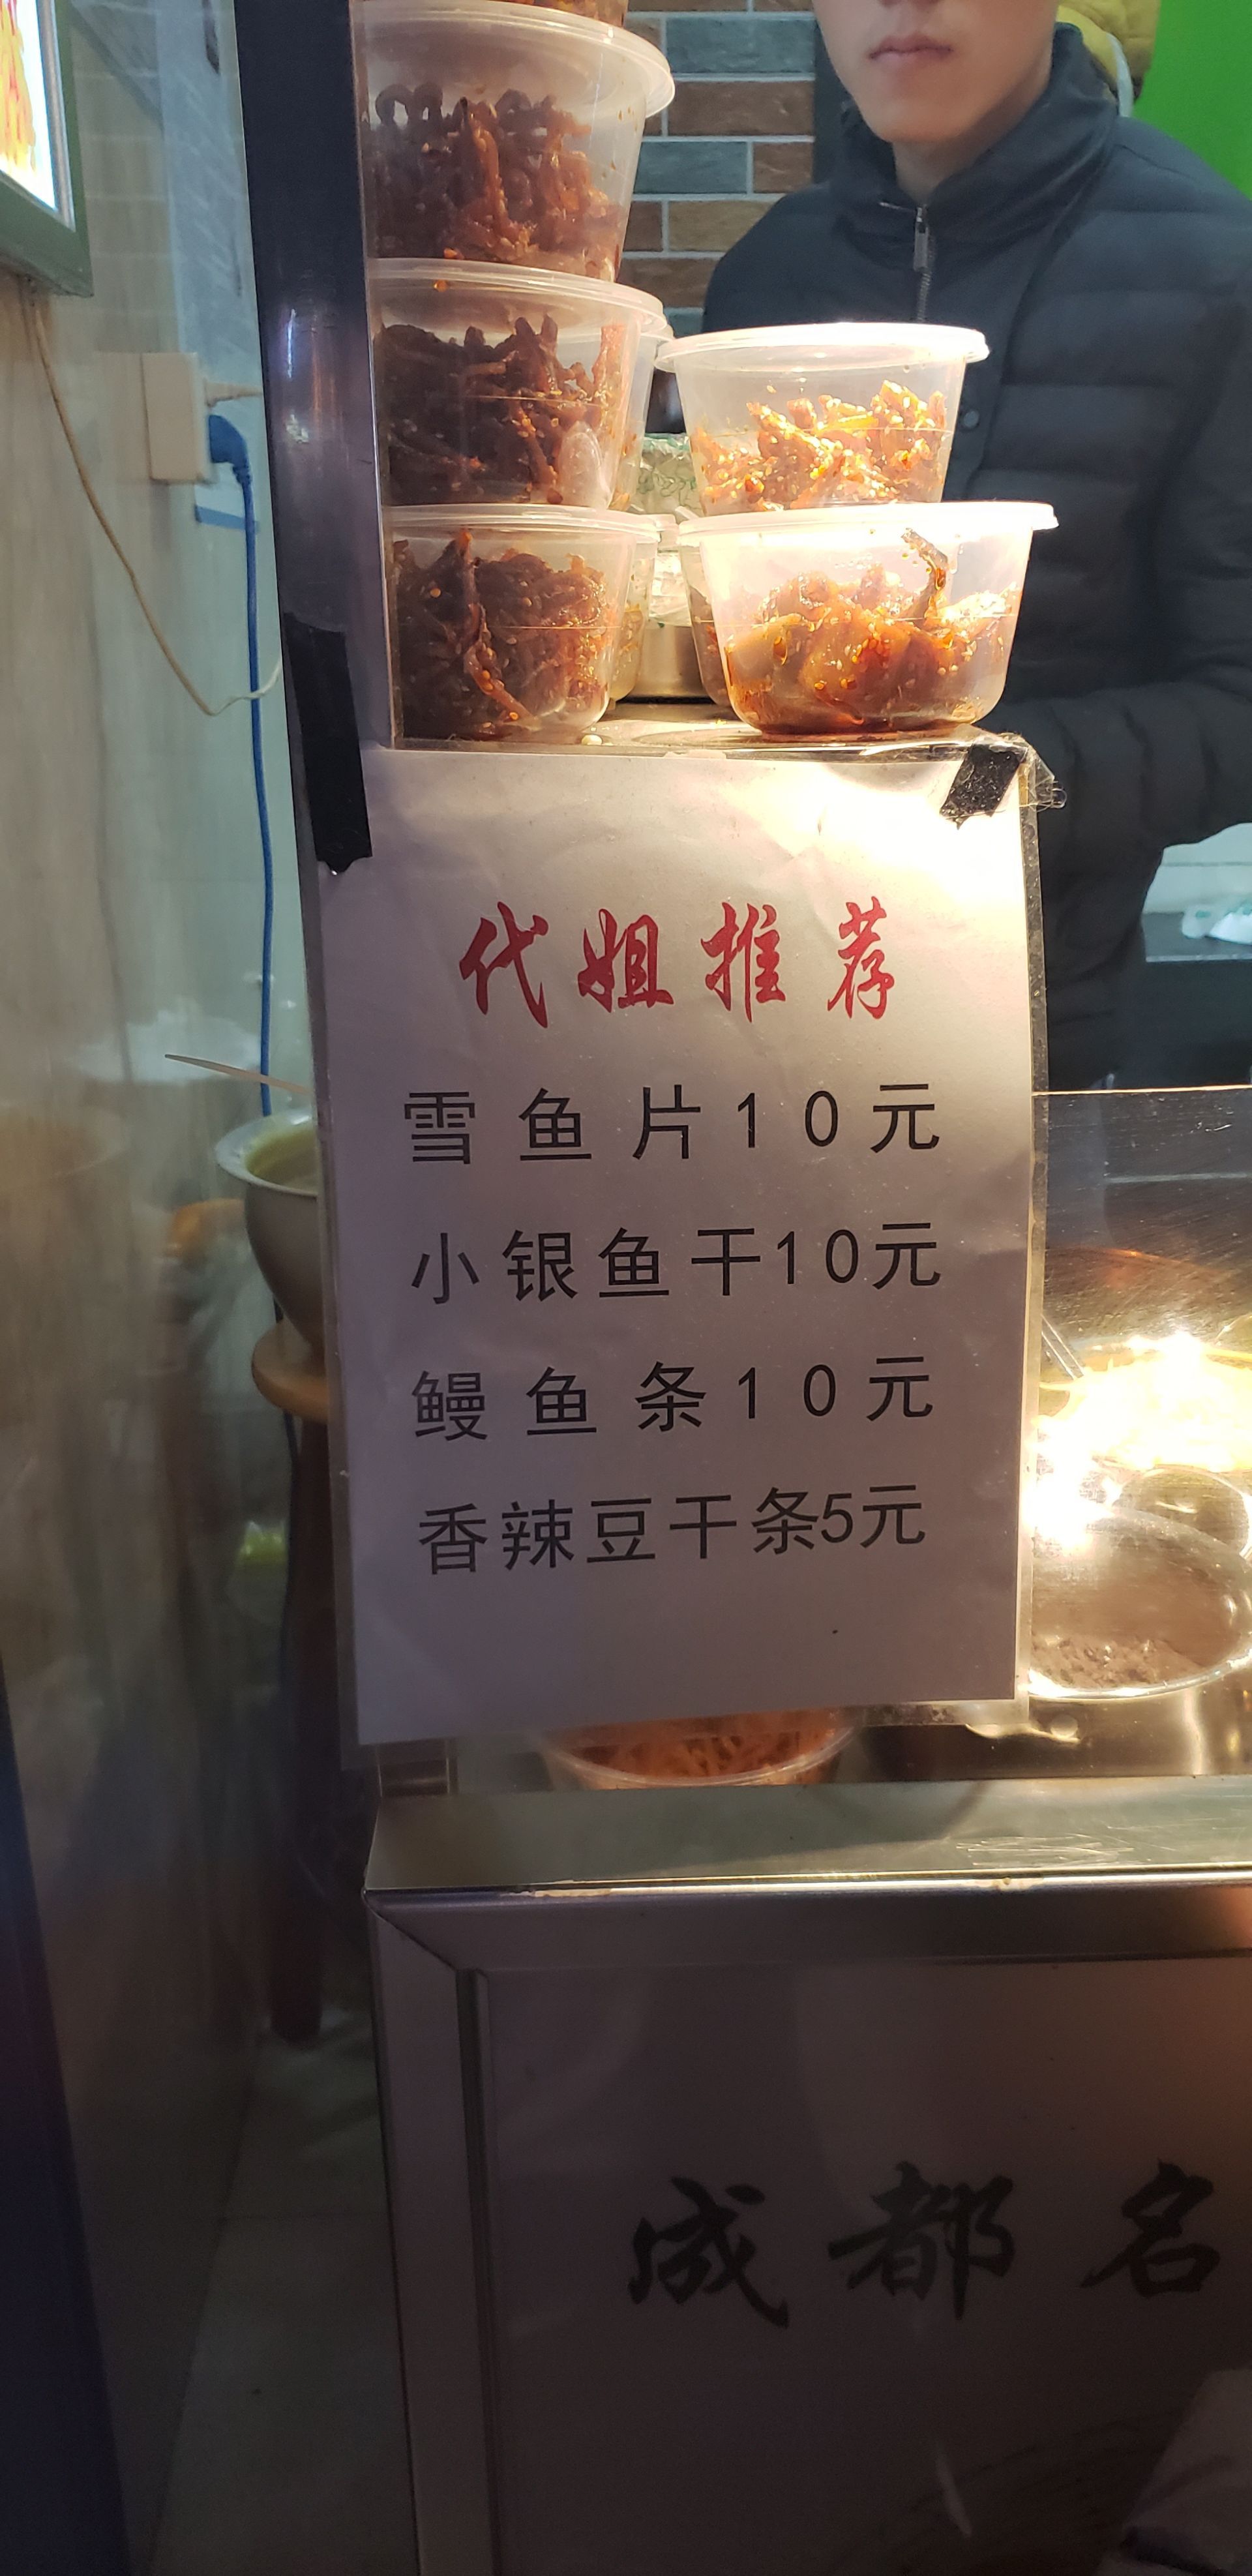 代姐推荐
雪鱼片10元
小银鱼干10元
鳗鱼条10元
香辣豆干条5元
成都名